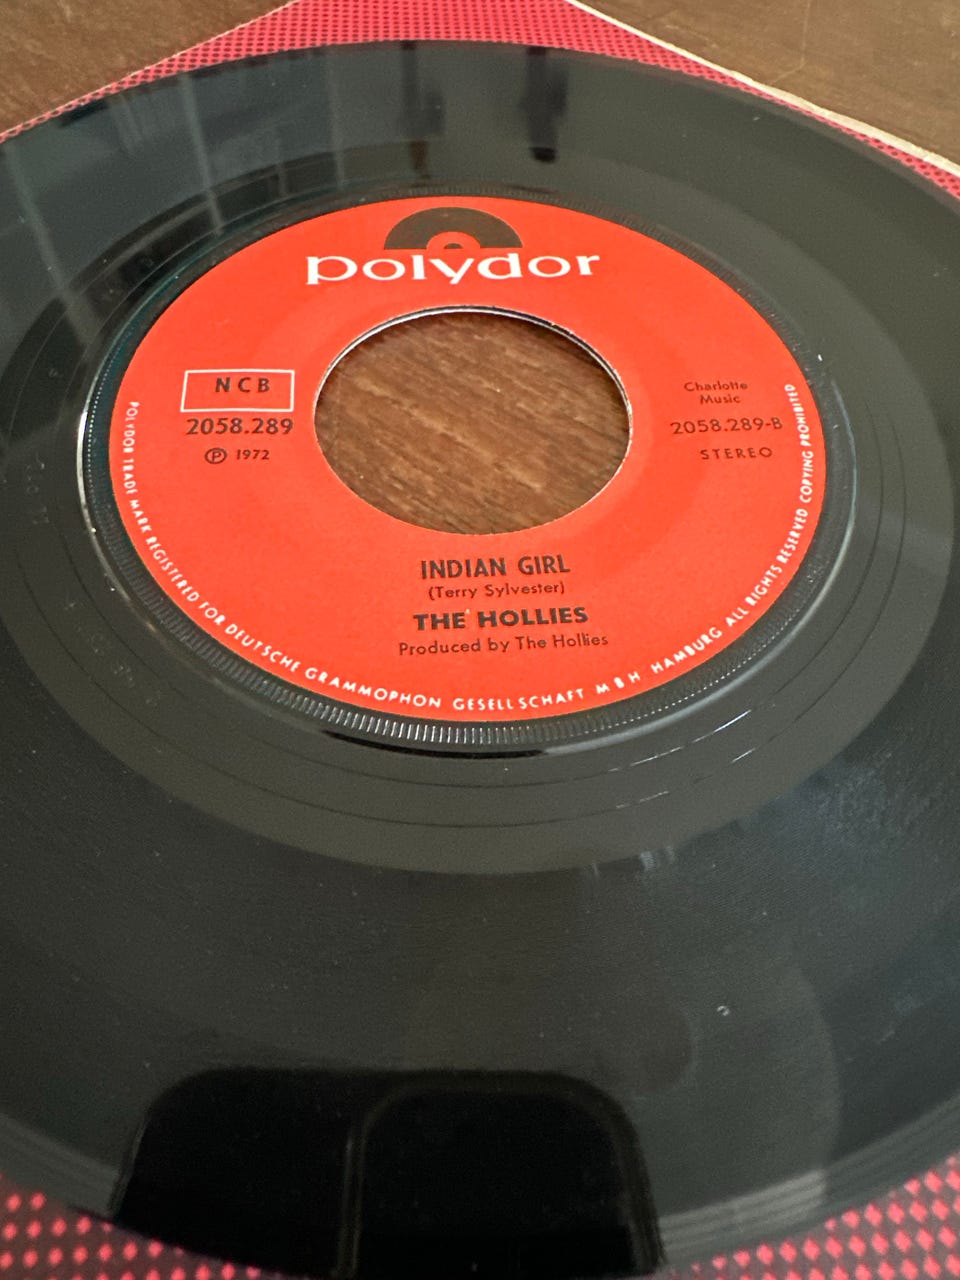 polydor
NCB
2058.289
Ⓟ 1972
Charlotte
Music
2058.289-B
STEREO
INDIAN GIRL
(Terry Sylvester)
THE HOLLIES
Produced by The Hollies
POLYDOR TRADE MARK REGISTERED FOR DEUTSCHE GRAMMOPHON GESELLSCHAFT MBH HAMBURG ALL RIGHTS RESERVED COPYING PROHIBITED